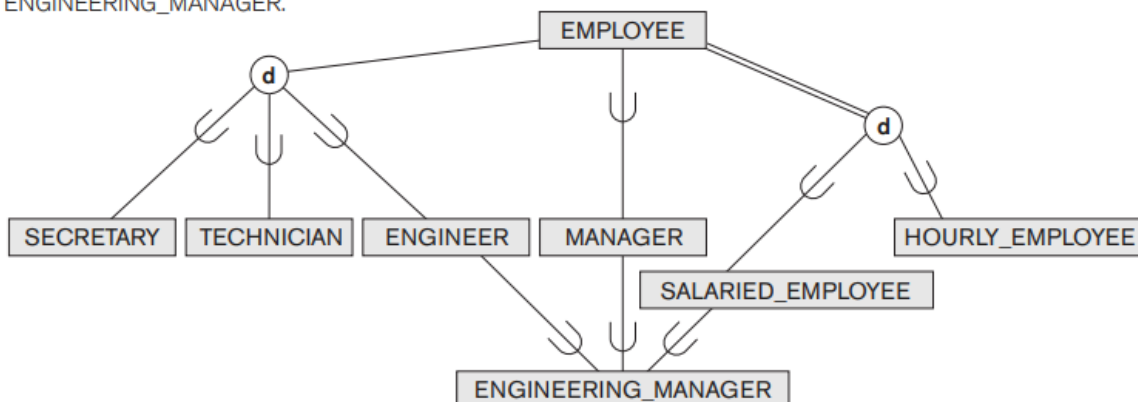 ENGINEERING_MANAGER.
EMPLOYEE
d
d
SECRETARY TECHNICIAN ENGINEER MANAGER HOURLY_EMPLOYEE
SALARIED_EMPLOYEE
ENGINEERING_MANAGER